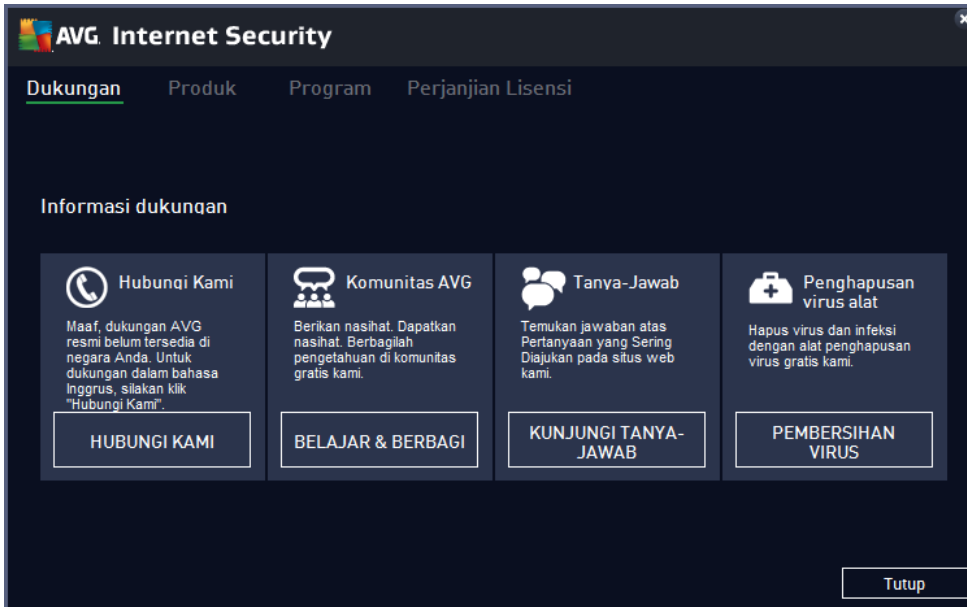 AVG Internet Security
Dukungan Produk Program Perjanjian Lisensi
Informasi dukungan
Hubungi Kami
Maaf, dukungan AVG
resmi belum tersedia di
negara Anda. Untuk
dukungan dalam bahasa
Inggrus, silakan klik
"Hubungi Kami".
HUBUNGI KAMI
Komunitas AVG
Berikan nasihat. Dapatkan
nasihat. Berbagilah
pengetahuan di komunitas
gratis kami.
BELAJAR & BERBAGI
Tanya-Jawab
Temukan jawaban atas
Pertanyaan yang Sering
Diajukan pada situs web
kami.
KUNJUNGI TANYA-
JAWAB
Penghapusan
virus alat
Hapus virus dan infeksi
dengan alat penghapusan
virus gratis kami.
PEMBERSIHAN
VIRUS
Tutup